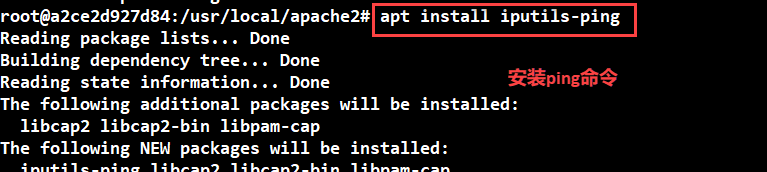 root@a2ce2d927d84:/usr/local/apache2# apt install iputils-ping
Reading package lists... Done
Building dependency tree... Done
Reading state information... Done
安装ping命令
The following additional packages will be installed:
  libcap2 libcap2-bin libpam-cap
The following NEW packages will be installed:
  iputils-ping libcap2 libcap2-bin libpam-cap